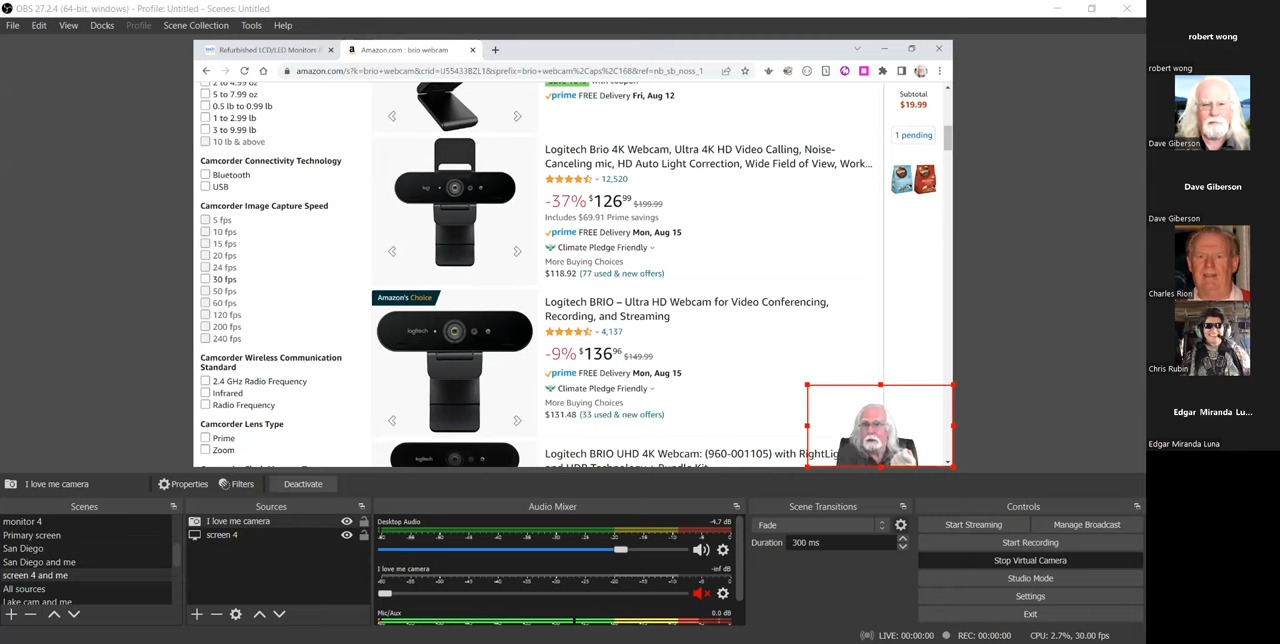 OBS 27.2.4 (64-bit, windows) - Profile: Untitled - Scenes: Untitled
File Edit View Docks Profile Scene Collection Tools Help
Refurbished LCD/LED Monitors
Amazon.com : brio webcam
amazon.com/s?k=brio+webcam&crid=IJ55433BZL1&sprefix=brio+webcam%2Caps%2C168&ref=nb_sb_noss_1
5 to 7.99 oz
0.5 lb to 0.99 lb
1 to 2.99 lb
3 to 9.99 lb
10 lb & above
Camcorder Connectivity Technology
Bluetooth
USB
Camcorder Image Capture Speed
5 fps
10 fps
15 fps
20 fps
24 fps
30 fps
50 fps
60 fps
120 fps
200 fps
240 fps
Camcorder Wireless Communication
Standard
2.4 GHz Radio Frequency
Infrared
Radio Frequency
Camcorder Lens Type
Prime
Zoom
prime FREE Delivery Fri, Aug 12
Logitech Brio 4K Webcam, Ultra 4K HD Video Calling, Noise-
Canceling mic, HD Auto Light Correction, Wide Field of View, Work...
12,520
-37% $126⁹⁹ $199.99
Includes $69.91 Prime savings
prime FREE Delivery Mon, Aug 15
Climate Pledge Friendly
More Buying Choices
$118.92 (77 used & new offers)
Amazon's Choice
logitech
Logitech BRIO – Ultra HD Webcam for Video Conferencing,
Recording, and Streaming
4,137
-9% $136⁹⁶ $149.99
prime FREE Delivery Mon, Aug 15
Climate Pledge Friendly
More Buying Choices
$131.48 (33 used & new offers)
Logitech BRIO UHD 4K Webcam: (960-001105) with RightLig
Subtotal
$19.99
1 pending
robert wong
robert wong
Dave Giberson
Dave Giberson
Dave Giberson
Charles Rion
Chris Rubin
Edgar Miranda Lu...
Edgar Miranda Luna
I love me camera
Properties Filters Deactivate
Scenes
monitor 4
Primary screen
San Diego
San Diego and me
screen 4 and me
All sources
Lake cam and me
Sources
I love me camera
screen 4
Audio Mixer
Desktop Audio -4.7 dB
I love me camera -inf dB
Mic/Aux 0.0 dB
Scene Transitions
Fade
Duration 300 ms
Controls
Start Streaming Manage Broadcast
Start Recording
Stop Virtual Camera
Studio Mode
Settings
Exit
LIVE: 00:00:00 REC: 00:00:00 CPU: 2.7%, 30.00 fps